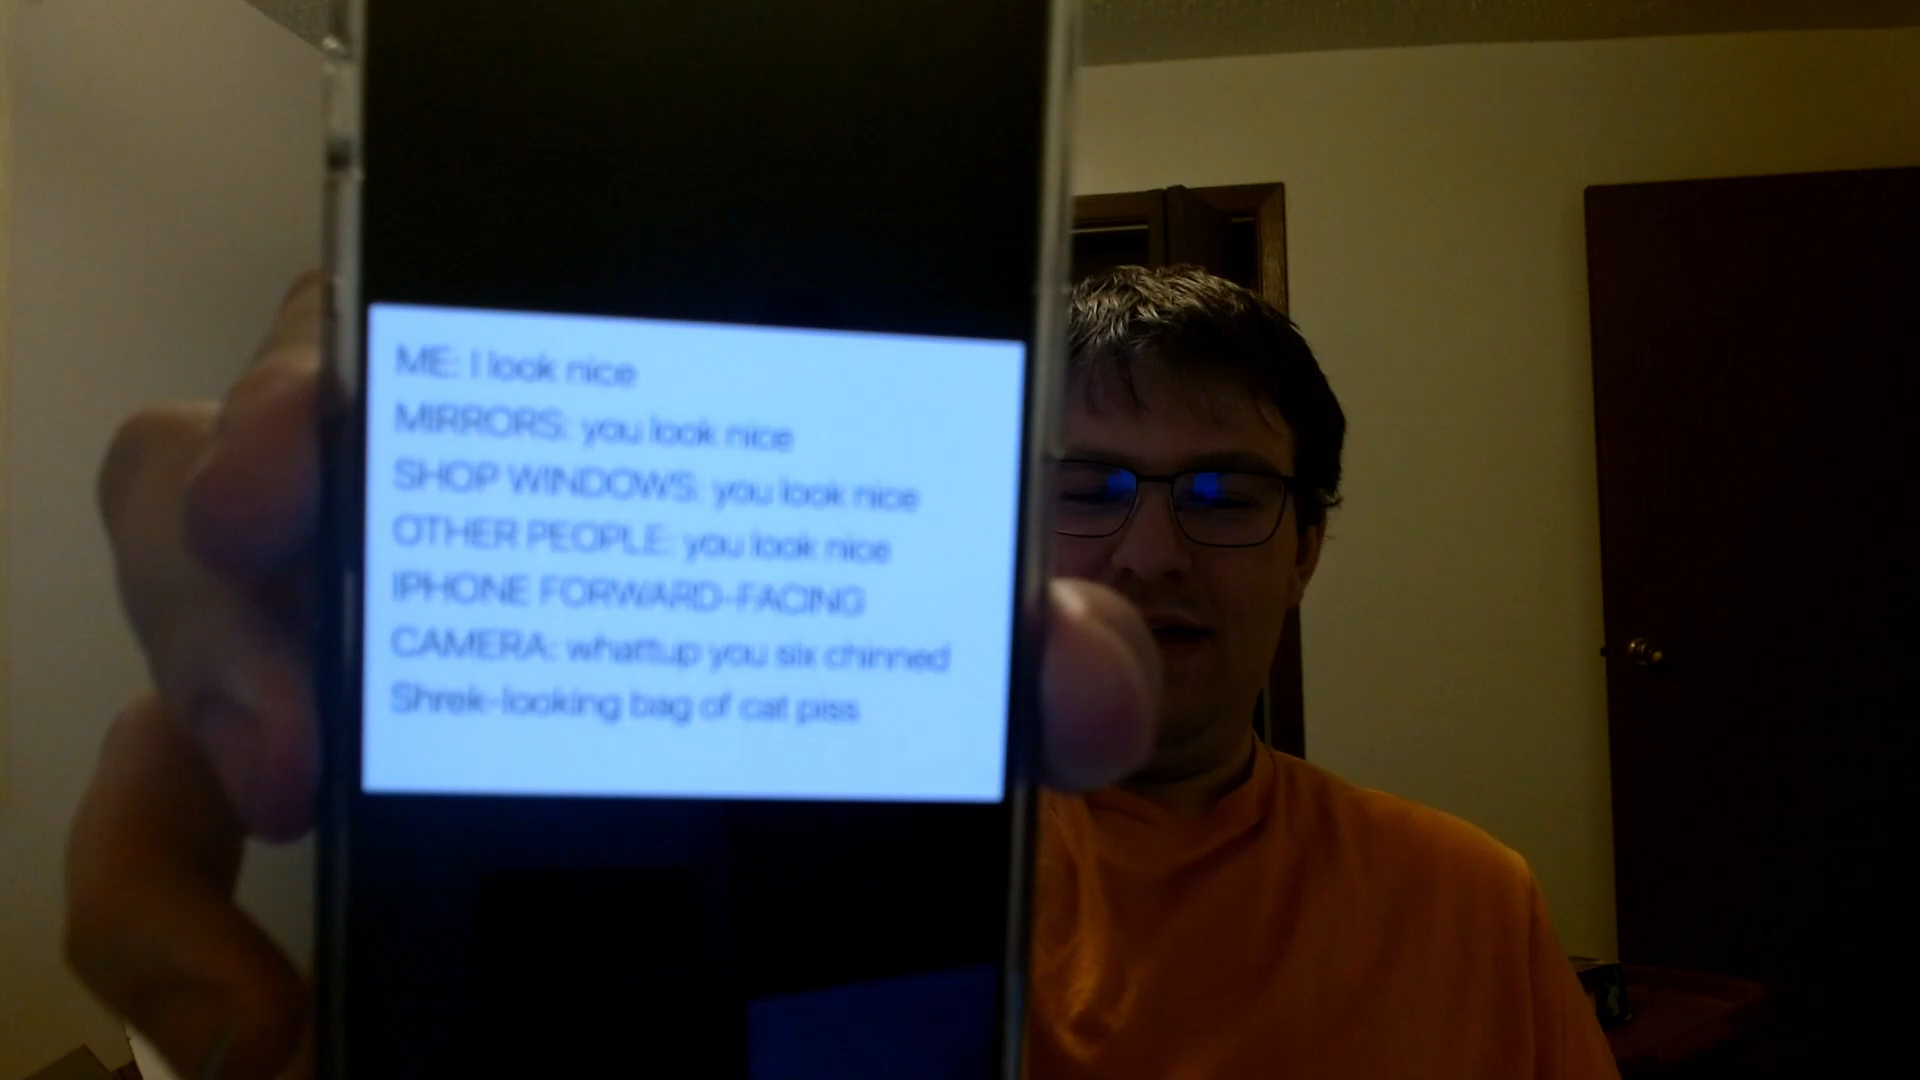 ME: I look nice
MIRRORS: you look nice
SHOP WINDOWS: you look nice
OTHER PEOPLE: you look nice
IPHONE FORWARD-FACING
CAMERA: whattup you six chinned
Shrek-looking bag of cat piss